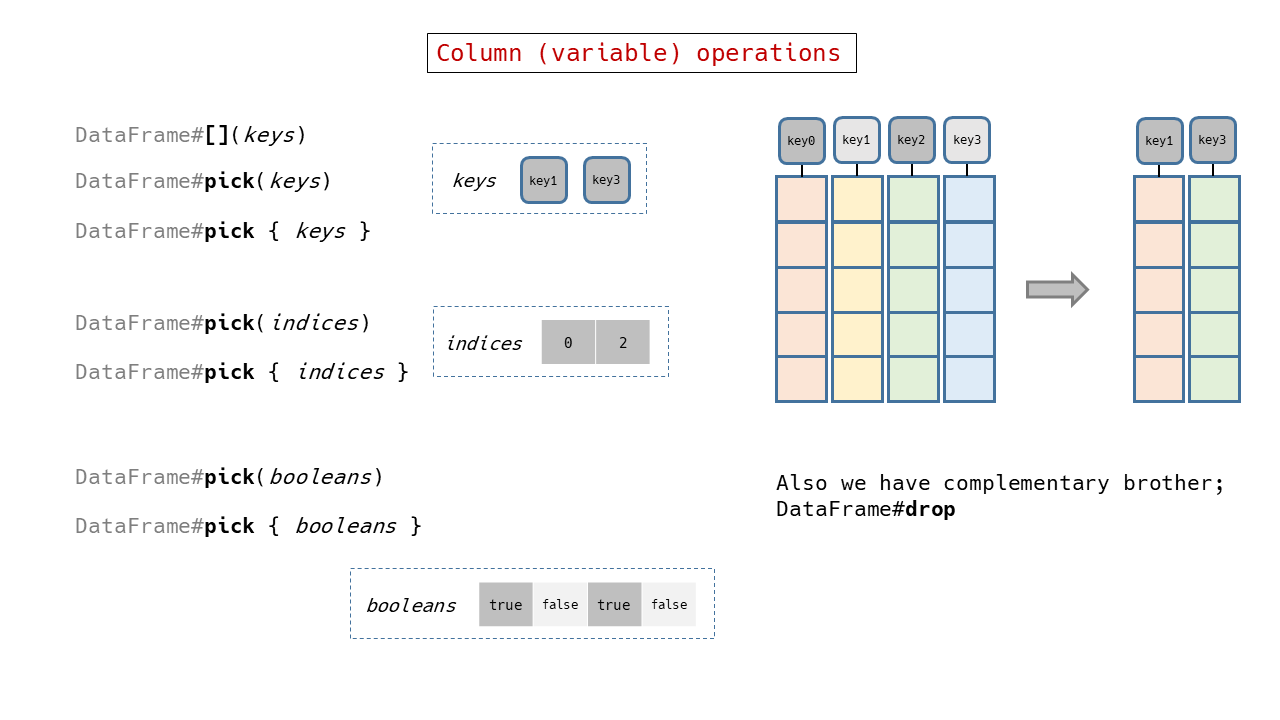 Column (variable) operations
DataFrame#[](keys)
DataFrame#pick(keys)
DataFrame#pick { keys }
keys key1 key3
DataFrame#pick(indices)
DataFrame#pick { indices }
indices 0 2
DataFrame#pick(booleans)
DataFrame#pick { booleans }
booleans true false true false
key0 key1 key2 key3
key1 key3
Also we have complementary brother;
DataFrame#drop